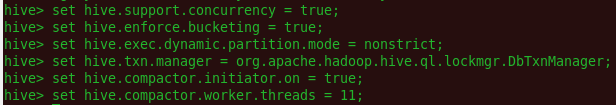 hive> set hive.support.concurrency = true;
hive> set hive.enforce.bucketing = true;
hive> set hive.exec.dynamic.partition.mode = nonstrict;
hive> set hive.txn.manager = org.apache.hadoop.hive.ql.lockmgr.DbTxnManager;
hive> set hive.compactor.initiator.on = true;
hive> set hive.compactor.worker.threads = 11;